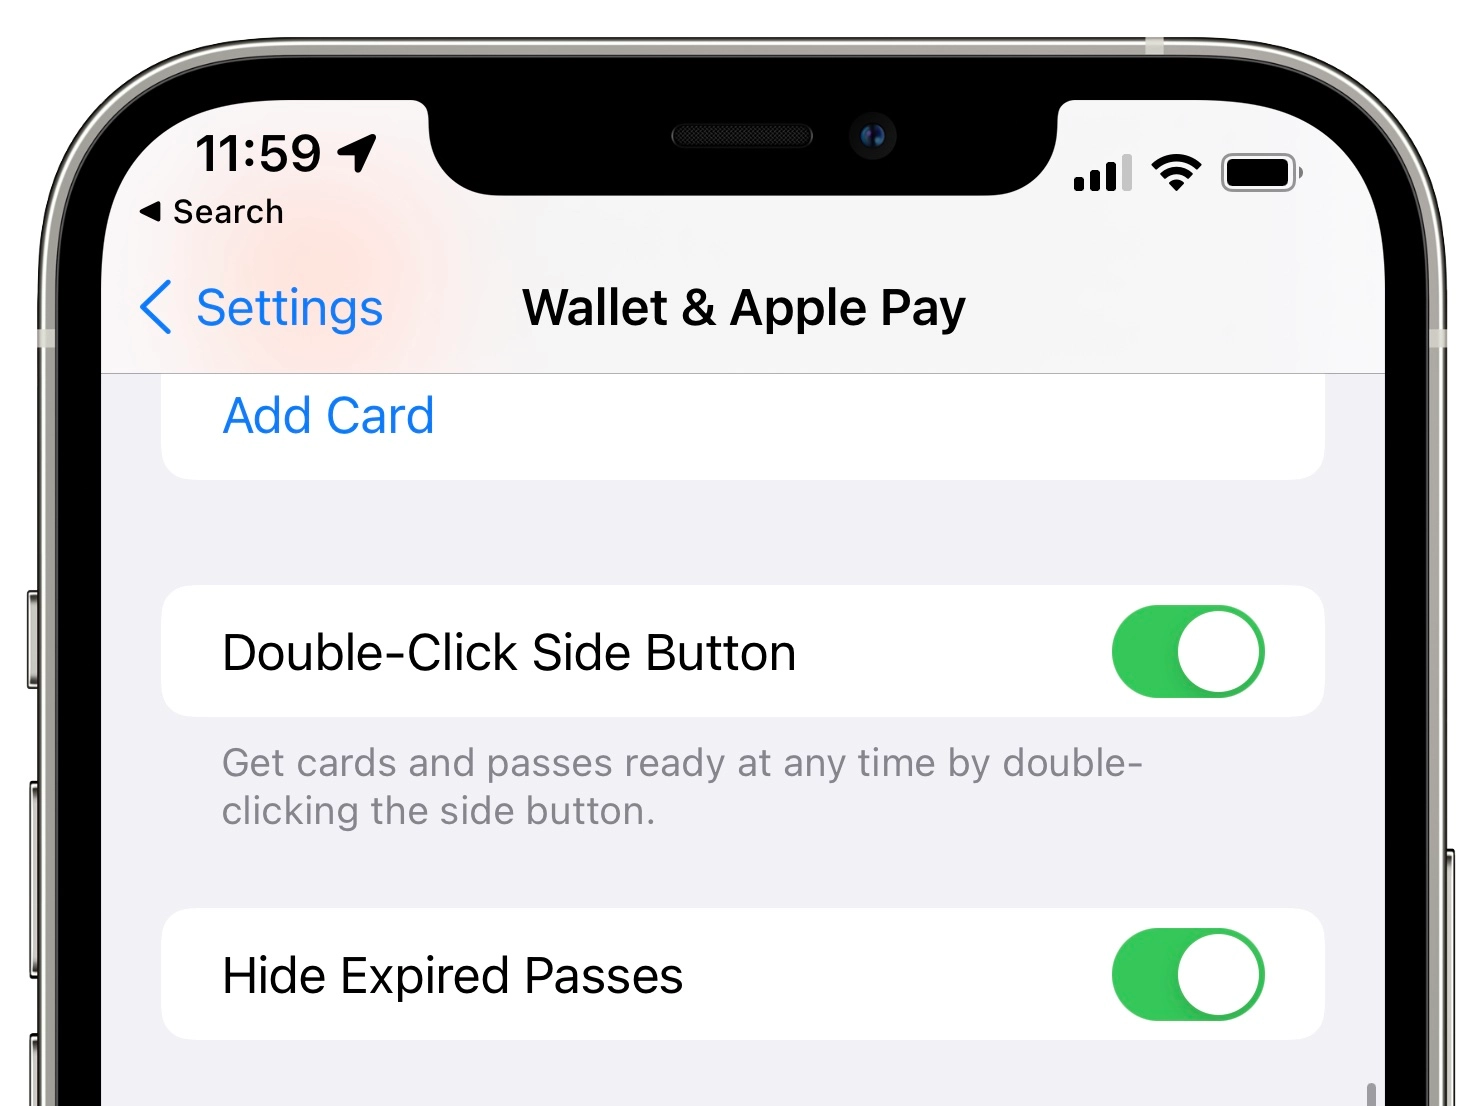 11:59
Search
Settings
Wallet & Apple Pay
Add Card
Double-Click Side Button
Get cards and passes ready at any time by double-
clicking the side button.
Hide Expired Passes